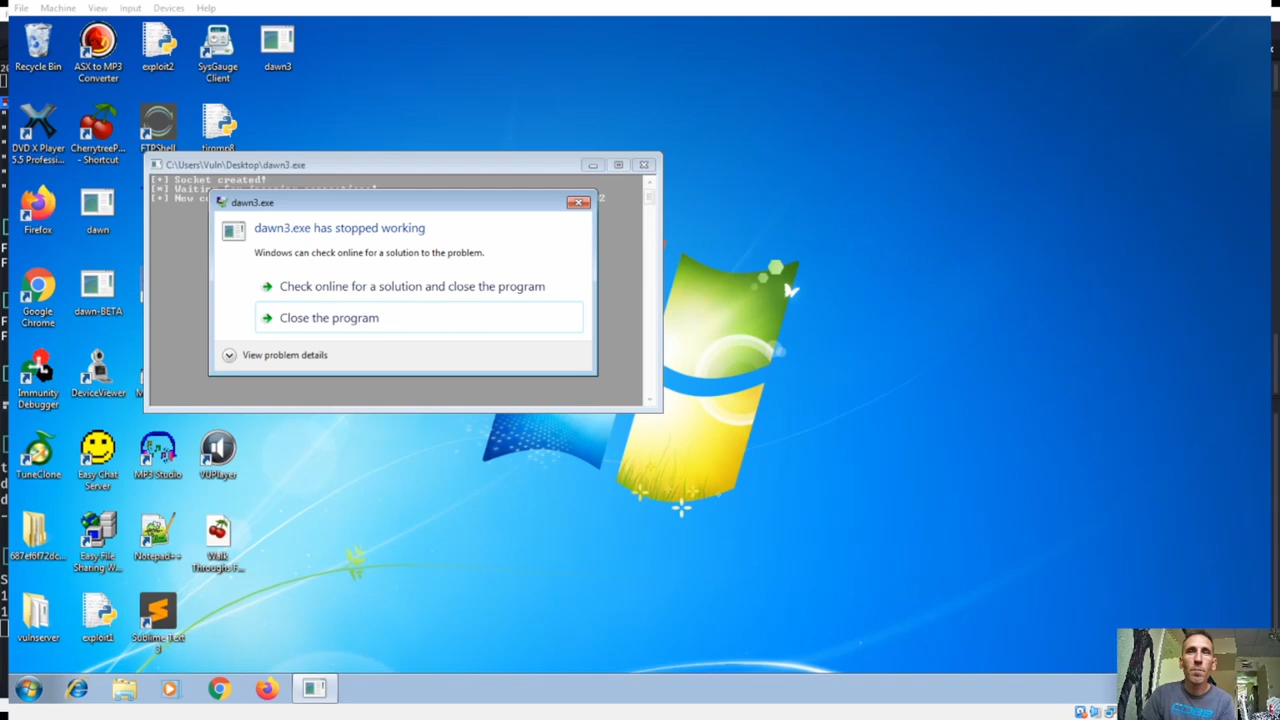 File Machine View Input Devices Help
Recycle Bin
ASX to MP3
Converter
exploit2
SysGauge
Client
dawn3
DVD X Player
5.5 Professi...
CherrytreeP...
- Shortcut
FTPShell
C:\Users\Vuln\Desktop\dawn3.exe
[+] Socket created!
[*]
[+] New
2
dawn3.exe
dawn3.exe has stopped working
Windows can check online for a solution to the problem.
Check online for a solution and close the program
Close the program
View problem details
Firefox
dawn
Google
Chrome
dawn-BETA
Immunity
Debugger
DeviceViewer
TuneClone
Easy Chat
Server
MP3 Studio
VUPlayer
687ef6f72dc...
Easy File
Sharing W...
Notepad++
Walk
Throughs F...
vulnserver
exploit1
Sublime Text
3